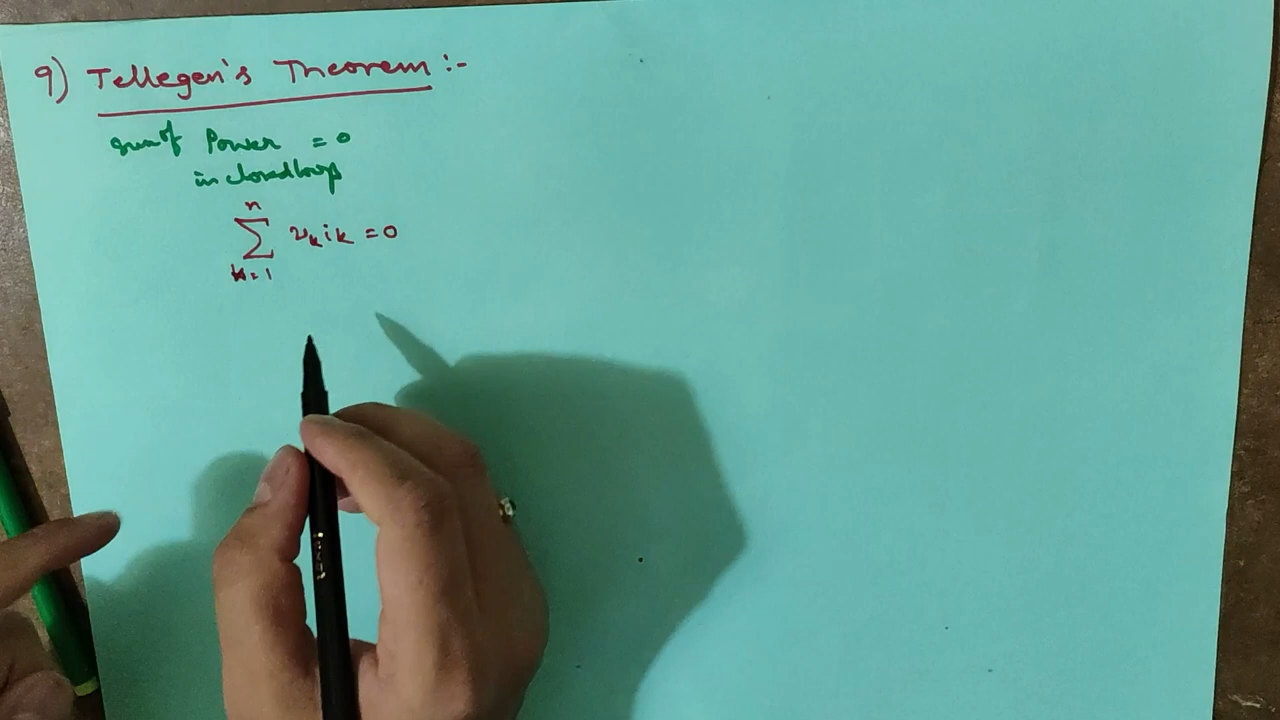 9) Tellegen's Theorem :-
sum of Power = 0
in closed loop
n
∑ vₖ iₖ = 0
k=1